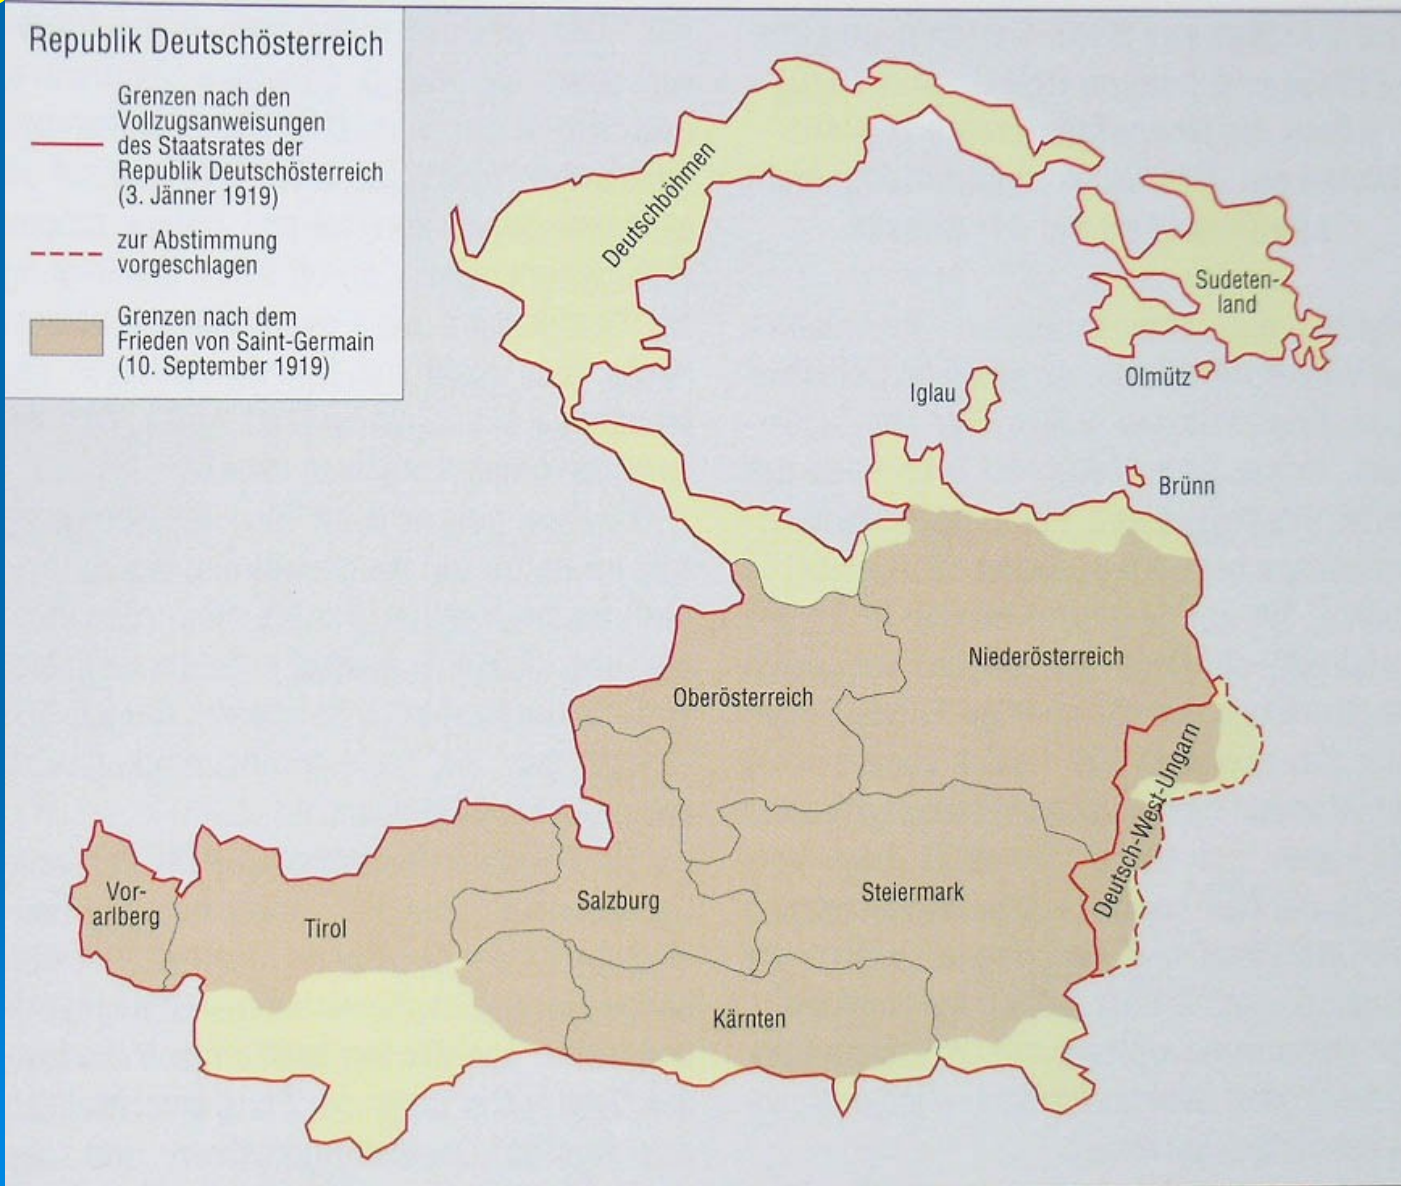 Republik Deutschösterreich
Grenzen nach den
Vollzugsanweisungen
des Staatsrates der
Republik Deutschösterreich
(3. Jänner 1919)
zur Abstimmung
vorgeschlagen
Grenzen nach dem
Frieden von Saint-Germain
(10. September 1919)
Deutschböhmen
Sudeten-
land
Olmütz
Iglau
Brünn
Niederösterreich
Oberösterreich
Deutsch-West-Ungarn
Vor-
arlberg
Tirol
Salzburg
Steiermark
Kärnten